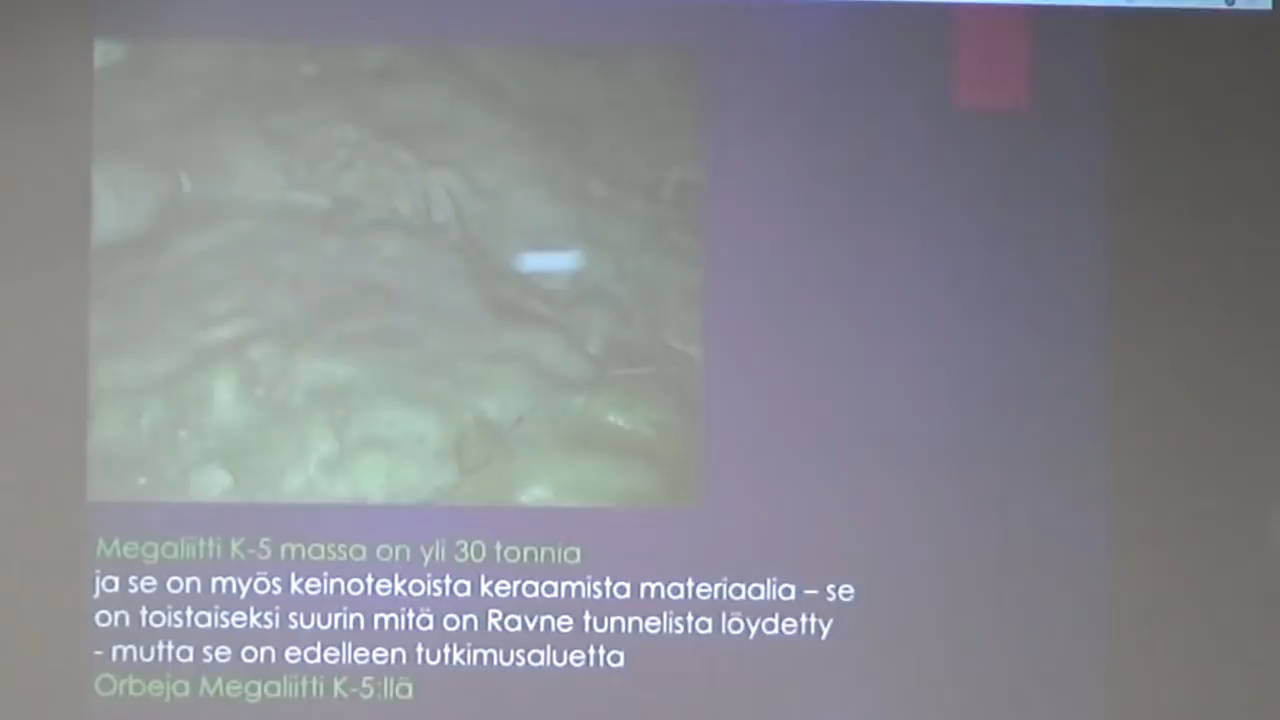 Megaliitti K-5 massa on yli 30 tonnia
ja se on myös keinotekoista keraamista materiaalia – se
on toistaiseksi suurin mitä on Ravne tunnelista löydetty
- mutta se on edelleen tutkimusaluetta
Orbeja Megaliitti K-5:llä